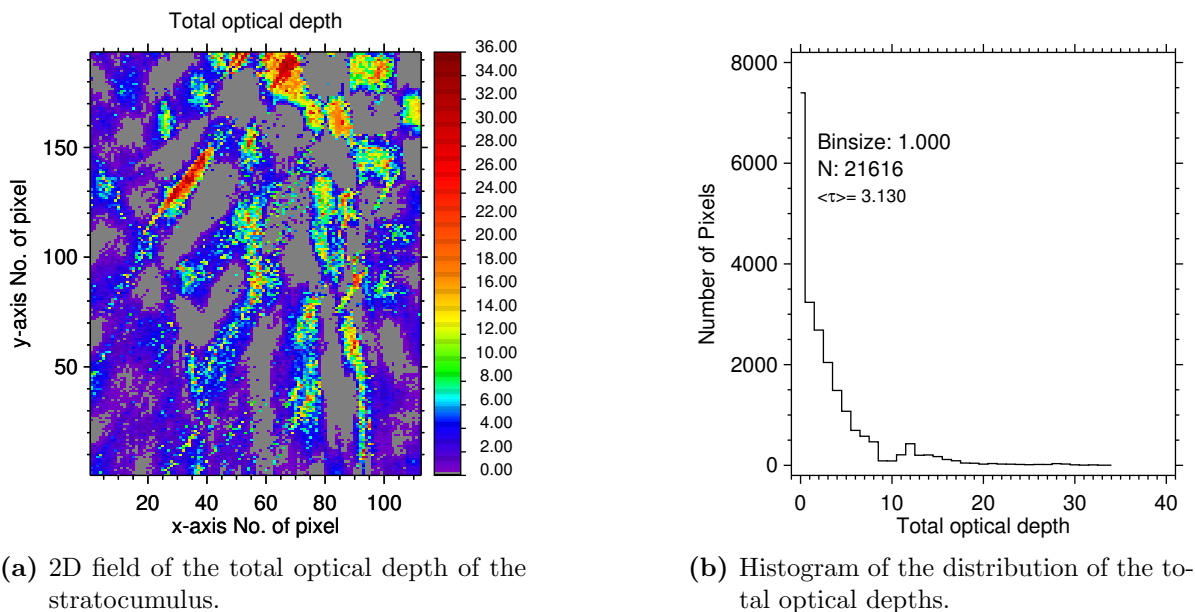 Total optical depth
150
100
50
20 40 60 80 100
x-axis No. of pixel
y-axis No. of pixel
36.00
34.00
32.00
30.00
28.00
26.00
24.00
22.00
20.00
18.00
16.00
14.00
12.00
10.00
8.00
6.00
4.00
2.00
0.00
(a) 2D field of the total optical depth of the
stratocumulus.
8000
6000
4000
2000
0
Number of Pixels
Binsize: 1.000
N: 21616
<τ>= 3.130
0 10 20 30 40
Total optical depth
(b) Histogram of the distribution of the to-
tal optical depths.